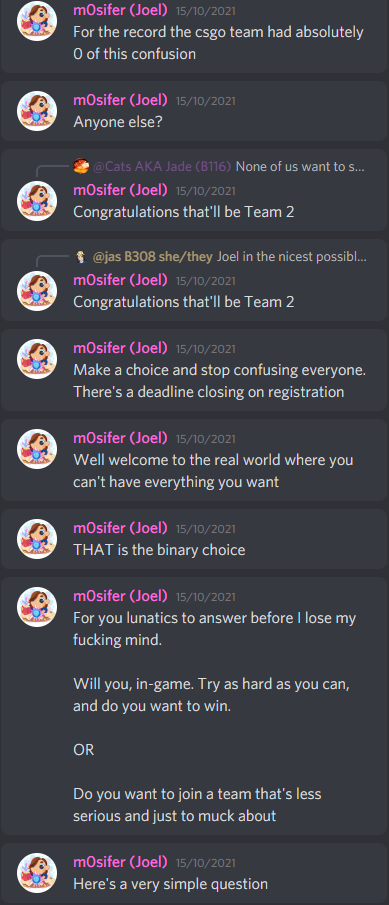 m0sifer (Joel) 15/10/2021
For the record the csgo team had absolutely
0 of this confusion
m0sifer (Joel) 15/10/2021
Anyone else?
@Cats AKA Jade (B116) None of us want to s...
m0sifer (Joel) 15/10/2021
Congratulations that'll be Team 2
@jas B308 she/they Joel in the nicest possibl...
m0sifer (Joel) 15/10/2021
Congratulations that'll be Team 2
m0sifer (Joel) 15/10/2021
Make a choice and stop confusing everyone.
There's a deadline closing on registration
m0sifer (Joel) 15/10/2021
Well welcome to the real world where you
can't have everything you want
m0sifer (Joel) 15/10/2021
THAT is the binary choice
m0sifer (Joel) 15/10/2021
For you lunatics to answer before I lose my
fucking mind.
Will you, in-game. Try as hard as you can,
and do you want to win.
OR
Do you want to join a team that's less
serious and just to muck about
m0sifer (Joel) 15/10/2021
Here's a very simple question